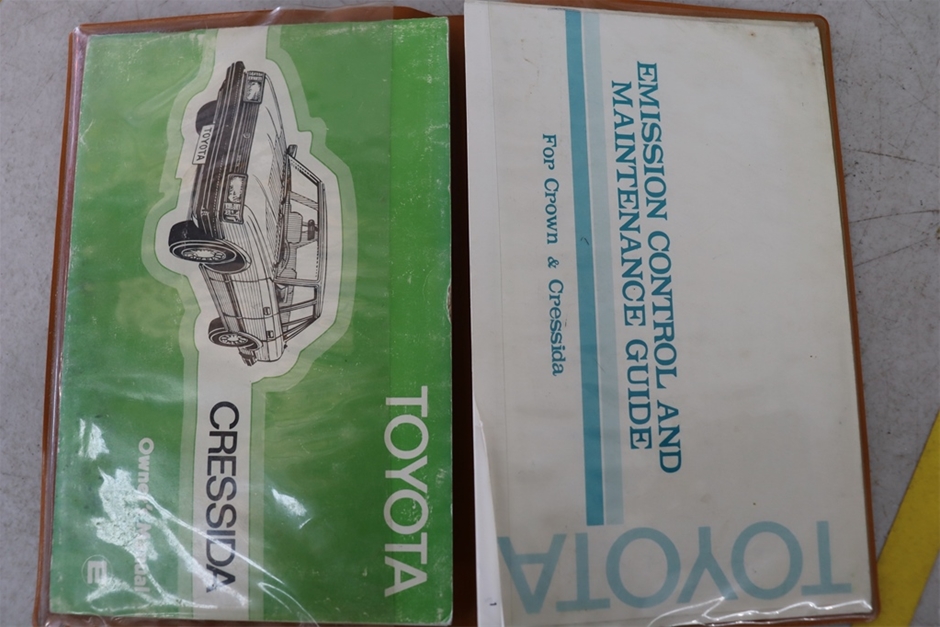 TOYOTA
CRESSIDA
Owner's Manual
E
TOYOTA
EMISSION CONTROL AND
MAINTENANCE GUIDE
For Crown & Cressida
TOYOTA